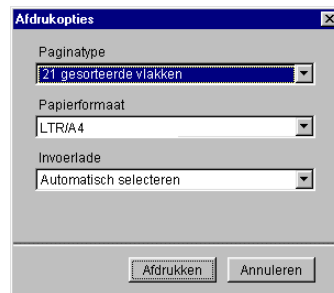 Afdrukopties
Paginatype
21 gesorteerde vlakken
Papierformaat
LTR/A4
Invoerlade
Automatisch selecteren
Afdrukken Annuleren